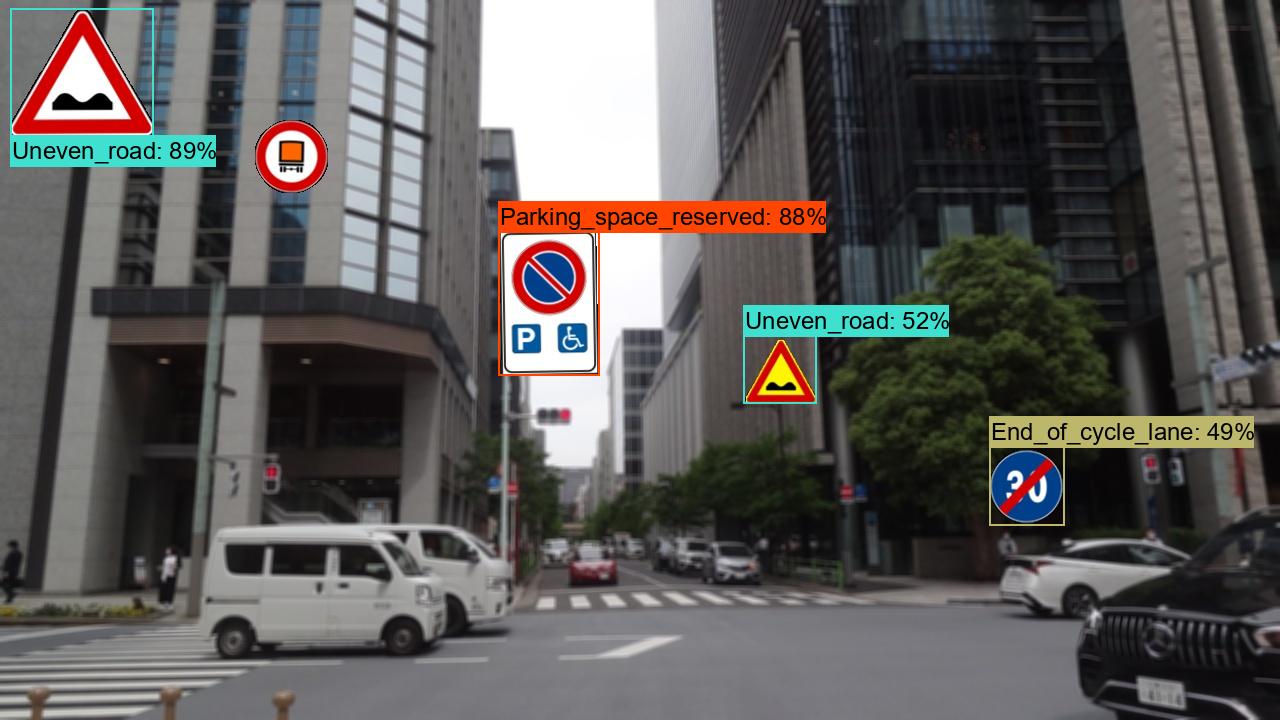 Uneven_road: 89%
Parking_space_reserved: 88%
P
Uneven_road: 52%
End_of_cycle_lane: 49%
30